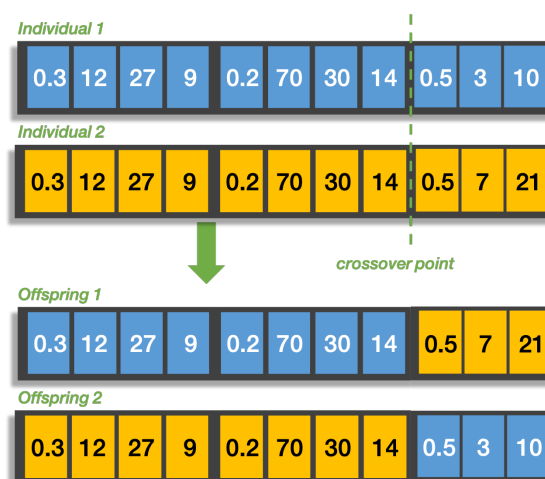 Individual 1
0.3 12 27 9 0.2 70 30 14 0.5 3 10
Individual 2
0.3 12 27 9 0.2 70 30 14 0.5 7 21
crossover point
Offspring 1
0.3 12 27 9 0.2 70 30 14 0.5 7 21
Offspring 2
0.3 12 27 9 0.2 70 30 14 0.5 3 10